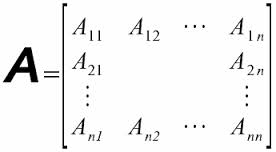 A = [ A₁₁ A₁₂ ⋯ A₁ₙ
A₂₁ A₂ₙ
⋮ ⋮
Aₙ₁ Aₙ₂ ⋯ Aₙₙ ]